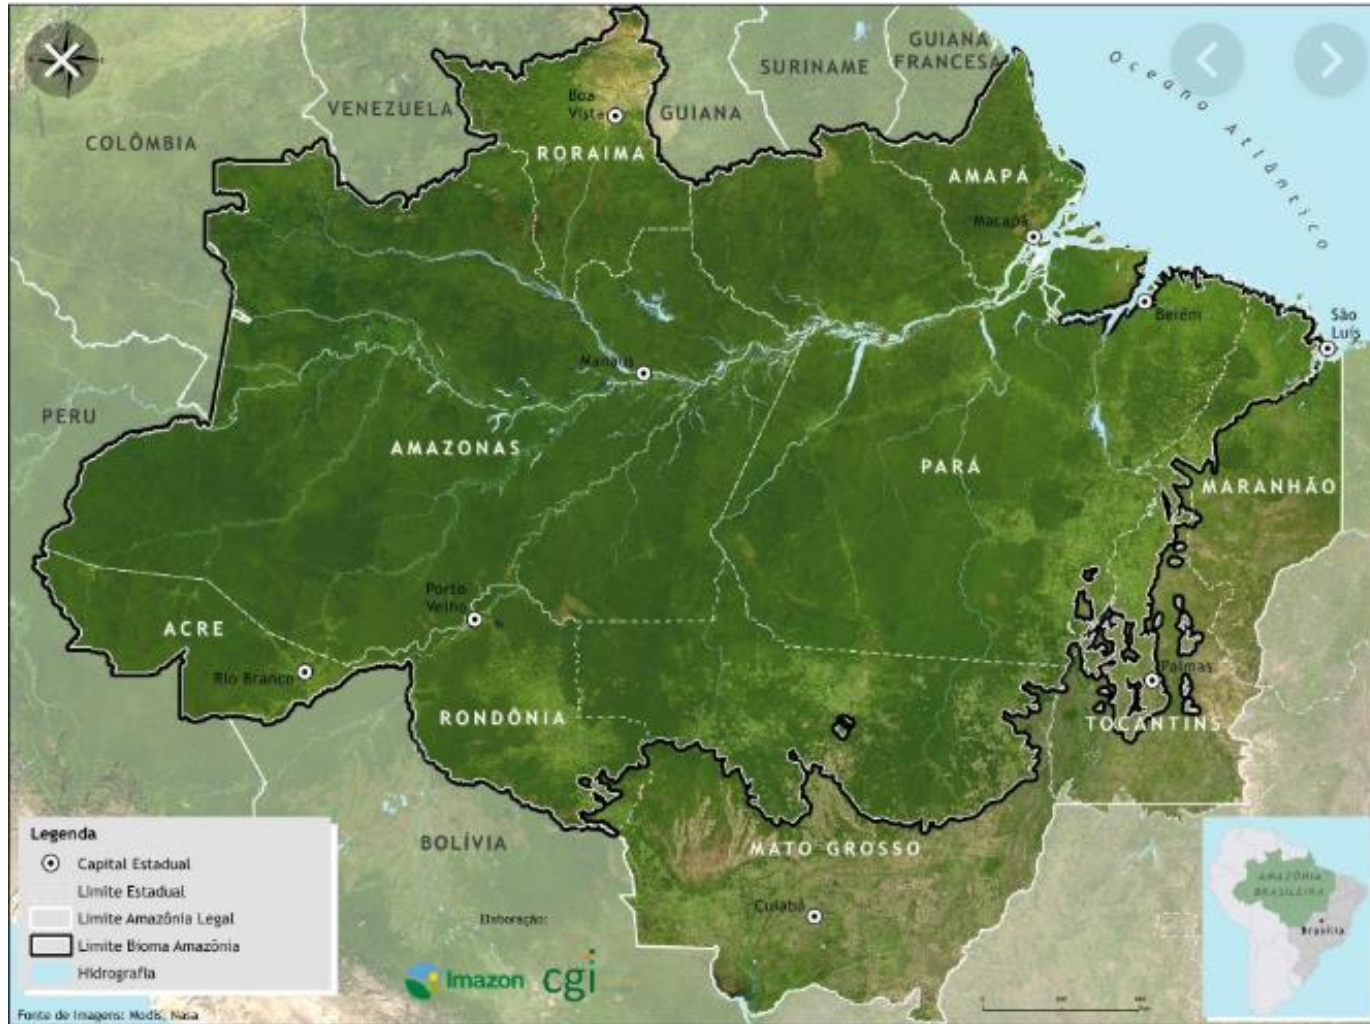 GUIANA
FRANCESA
SURINAME
Oceano Atlântico
VENEZUELA
Boa
Vista
GUIANA
COLÔMBIA
RORAIMA
AMAPÁ
Macapá
Belém
São
Luís
Manaus
PERU
AMAZONAS
PARÁ
MARANHÃO
Porto
Velho
ACRE
Rio Branco
Palmas
RONDÔNIA
TOCANTINS
BOLÍVIA
MATO GROSSO
Cuiabá
Legenda
Capital Estadual
Limite Estadual
Limite Amazônia Legal
Limite Bioma Amazônia
Hidrografia
Elaboração:
Imazon
cgi
AMAZÔNIA
BRASILEIRA
Brasília
Fonte de Imagens: Modis, Nasa